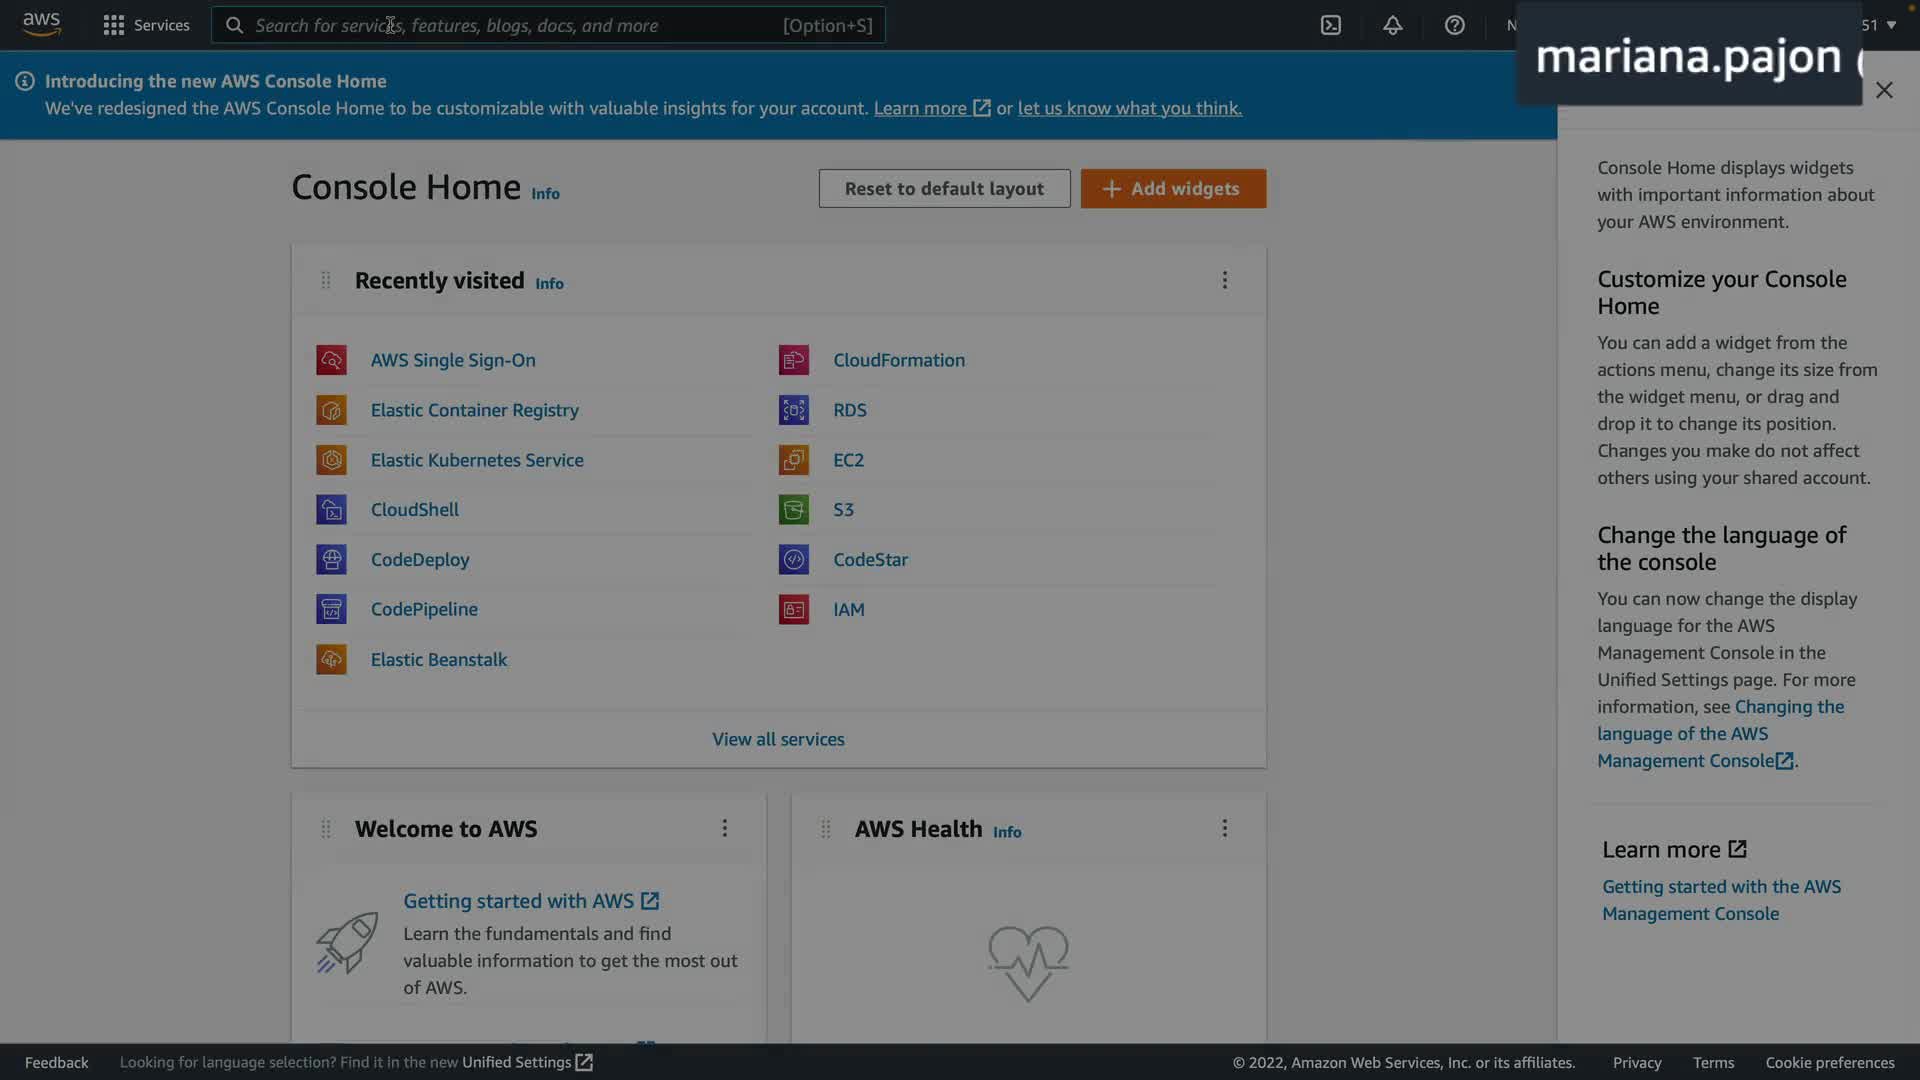 aws
Services
Search for services, features, blogs, docs, and more [Option+S]
N
51
mariana.pajon
Introducing the new AWS Console Home
We've redesigned the AWS Console Home to be customizable with valuable insights for your account. Learn more or let us know what you think.
Console Home Info
Reset to default layout
Add widgets
Recently visited Info
AWS Single Sign-On
Elastic Container Registry
Elastic Kubernetes Service
CloudShell
CodeDeploy
CodePipeline
Elastic Beanstalk
CloudFormation
RDS
EC2
S3
CodeStar
IAM
View all services
Welcome to AWS
Getting started with AWS
Learn the fundamentals and find
valuable information to get the most out
of AWS.
AWS Health Info
Console Home displays widgets
with important information about
your AWS environment.
Customize your Console
Home
You can add a widget from the
actions menu, change its size from
the widget menu, or drag and
drop it to change its position.
Changes you make do not affect
others using your shared account.
Change the language of
the console
You can now change the display
language for the AWS
Management Console in the
Unified Settings page. For more
information, see Changing the
language of the AWS
Management Console.
Learn more
Getting started with the AWS
Management Console
Feedback
Looking for language selection? Find it in the new Unified Settings
© 2022, Amazon Web Services, Inc. or its affiliates.
Privacy
Terms
Cookie preferences